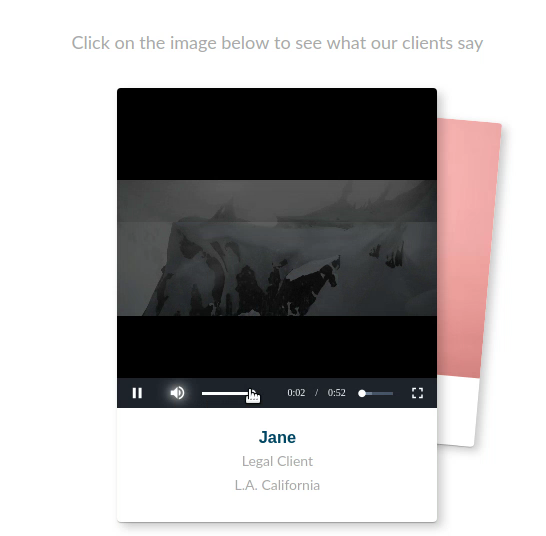 Click on the image below to see what our clients say
0:02 / 0:52
Jane
Legal Client
L.A. California